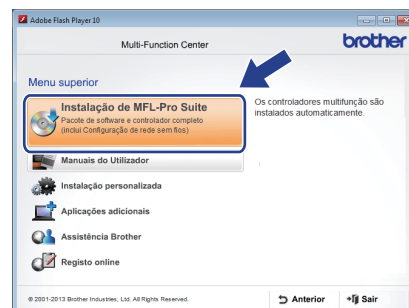 Adobe Flash Player 10
Multi-Function Center
brother
Menu superior
Instalação de MFL-Pro Suite
Pacote de software e controlador completo
(inclui Configuração de rede sem fios)
Os controladores multifunção são
instalados automaticamente.
Manuais do Utilizador
Instalação personalizada
Aplicações adicionais
Assistência Brother
Registo online
© 2001-2013 Brother Industries, Ltd. All Rights Reserved.
Anterior
Sair